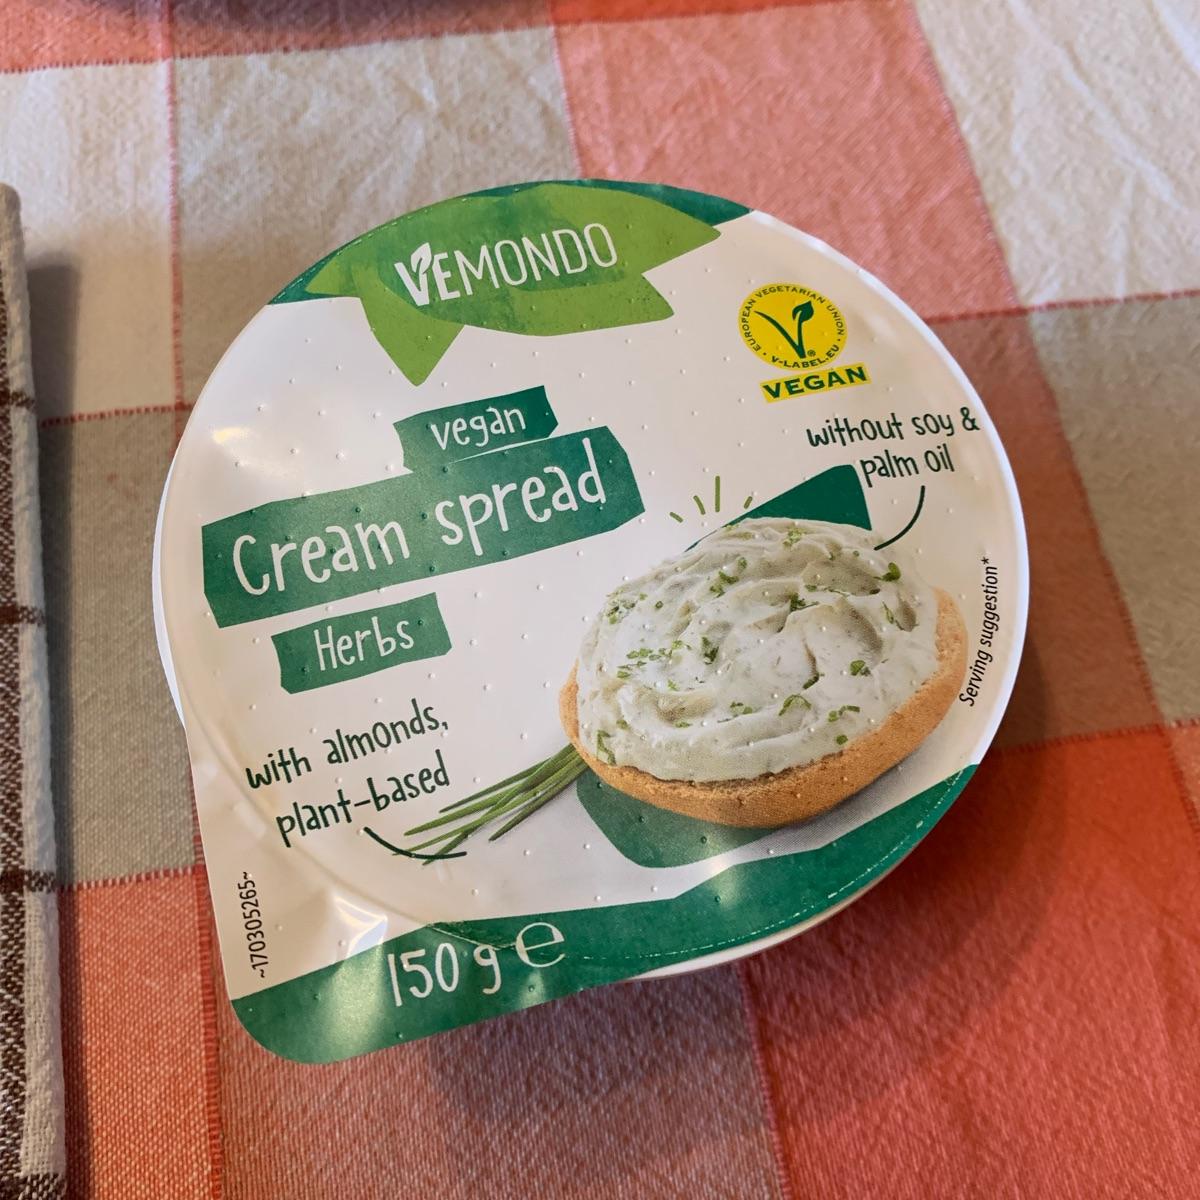 VEMONDO
EUROPEAN VEGETARIAN UNION
V-LABEL.EU
®
VEGAN
vegan
Cream spread
Herbs
without soy &
palm oil
with almonds,
plant-based
Serving suggestion*
~170305265~
150 g e